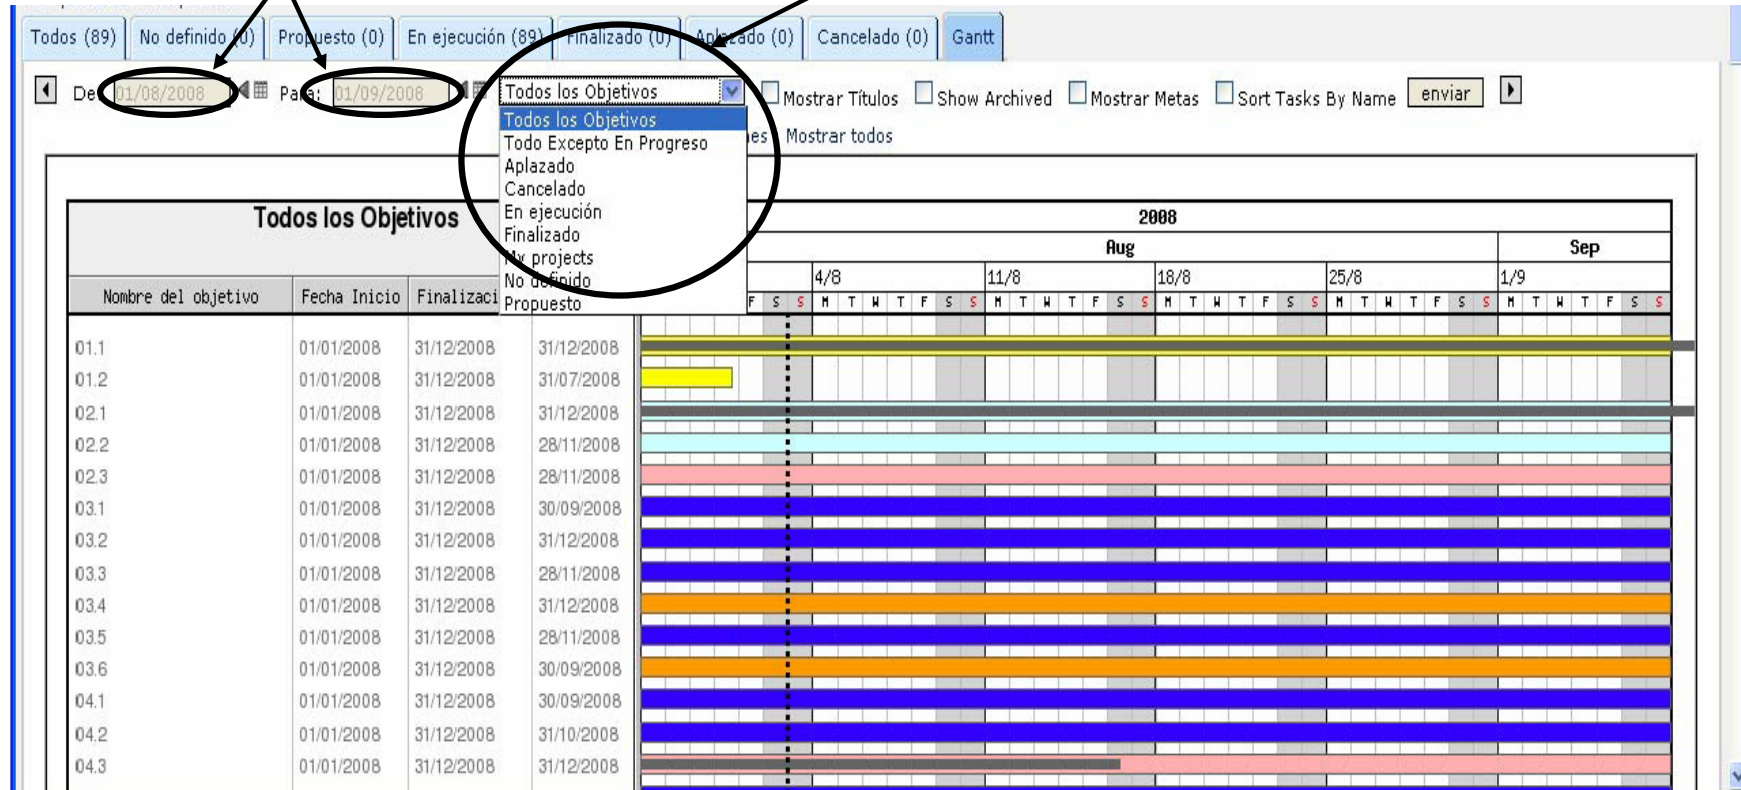 Todos (89) No definido (0) Propuesto (0) En ejecución (89) Finalizado (0) Aplazado (0) Cancelado (0) Gantt
De: 01/08/2008 Para: 01/09/2008 Todos los Objetivos Mostrar Títulos Show Archived Mostrar Metas Sort Tasks By Name enviar
Todos los Objetivos
Todo Excepto En Progreso
Mostrar todos
Aplazado
Cancelado
En ejecución
Finalizado
My projects
No definido
Propuesto
Todos los Objetivos 2008
Aug Sep
4/8 11/8 18/8 25/8 1/9
Nombre del objetivo Fecha Inicio Finalizaci
F S S M T W T F S S M T W T F S S M T W T F S S M T W T F S S M T W T F S S
01.1 01/01/2008 31/12/2008 31/12/2008
01.2 01/01/2008 31/12/2008 31/07/2008
02.1 01/01/2008 31/12/2008 31/12/2008
02.2 01/01/2008 31/12/2008 28/11/2008
02.3 01/01/2008 31/12/2008 28/11/2008
03.1 01/01/2008 31/12/2008 30/09/2008
03.2 01/01/2008 31/12/2008 31/12/2008
03.3 01/01/2008 31/12/2008 28/11/2008
03.4 01/01/2008 31/12/2008 31/12/2008
03.5 01/01/2008 31/12/2008 28/11/2008
03.6 01/01/2008 31/12/2008 30/09/2008
04.1 01/01/2008 31/12/2008 30/09/2008
04.2 01/01/2008 31/12/2008 31/10/2008
04.3 01/01/2008 31/12/2008 31/12/2008